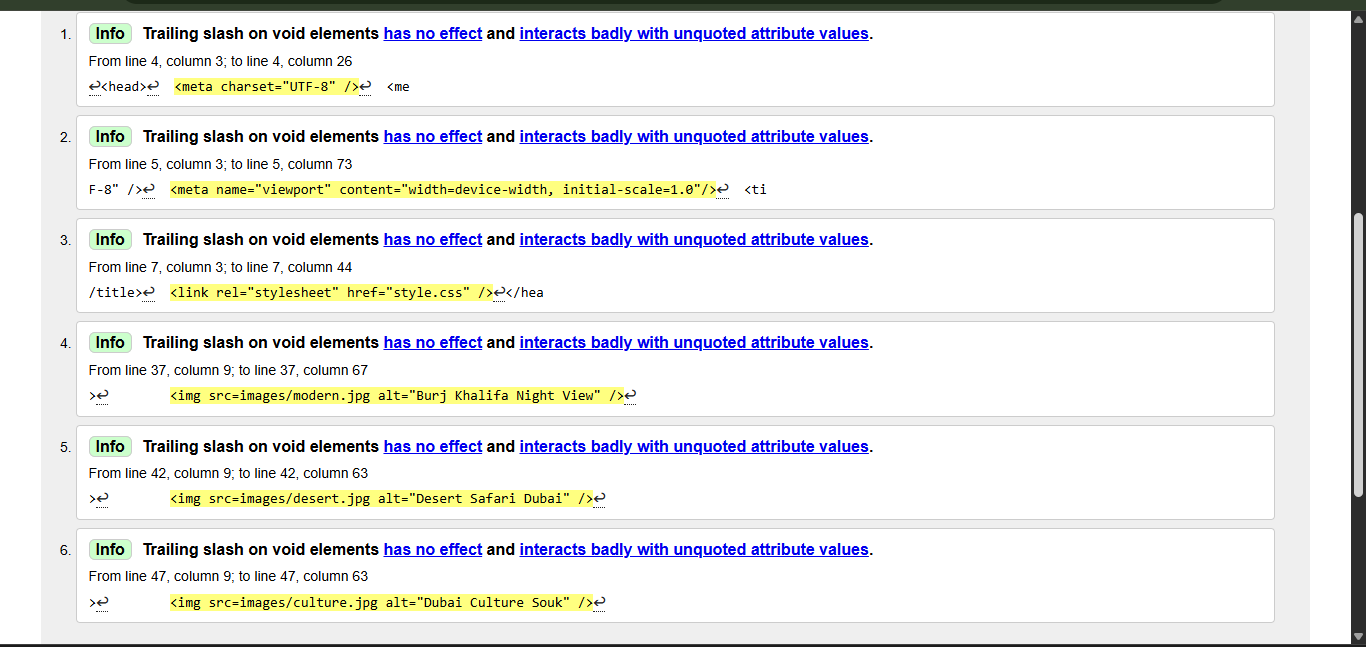 1. Info Trailing slash on void elements has no effect and interacts badly with unquoted attribute values.
From line 4, column 3; to line 4, column 26
↩<head>↩  <meta charset="UTF-8" />↩  <me
2. Info Trailing slash on void elements has no effect and interacts badly with unquoted attribute values.
From line 5, column 3; to line 5, column 73
F-8" />↩  <meta name="viewport" content="width=device-width, initial-scale=1.0"/>↩  <ti
3. Info Trailing slash on void elements has no effect and interacts badly with unquoted attribute values.
From line 7, column 3; to line 7, column 44
/title>↩  <link rel="stylesheet" href="style.css" />↩</hea
4. Info Trailing slash on void elements has no effect and interacts badly with unquoted attribute values.
From line 37, column 9; to line 37, column 67
>↩        <img src=images/modern.jpg alt="Burj Khalifa Night View" />↩
5. Info Trailing slash on void elements has no effect and interacts badly with unquoted attribute values.
From line 42, column 9; to line 42, column 63
>↩        <img src=images/desert.jpg alt="Desert Safari Dubai" />↩
6. Info Trailing slash on void elements has no effect and interacts badly with unquoted attribute values.
From line 47, column 9; to line 47, column 63
>↩        <img src=images/culture.jpg alt="Dubai Culture Souk" />↩